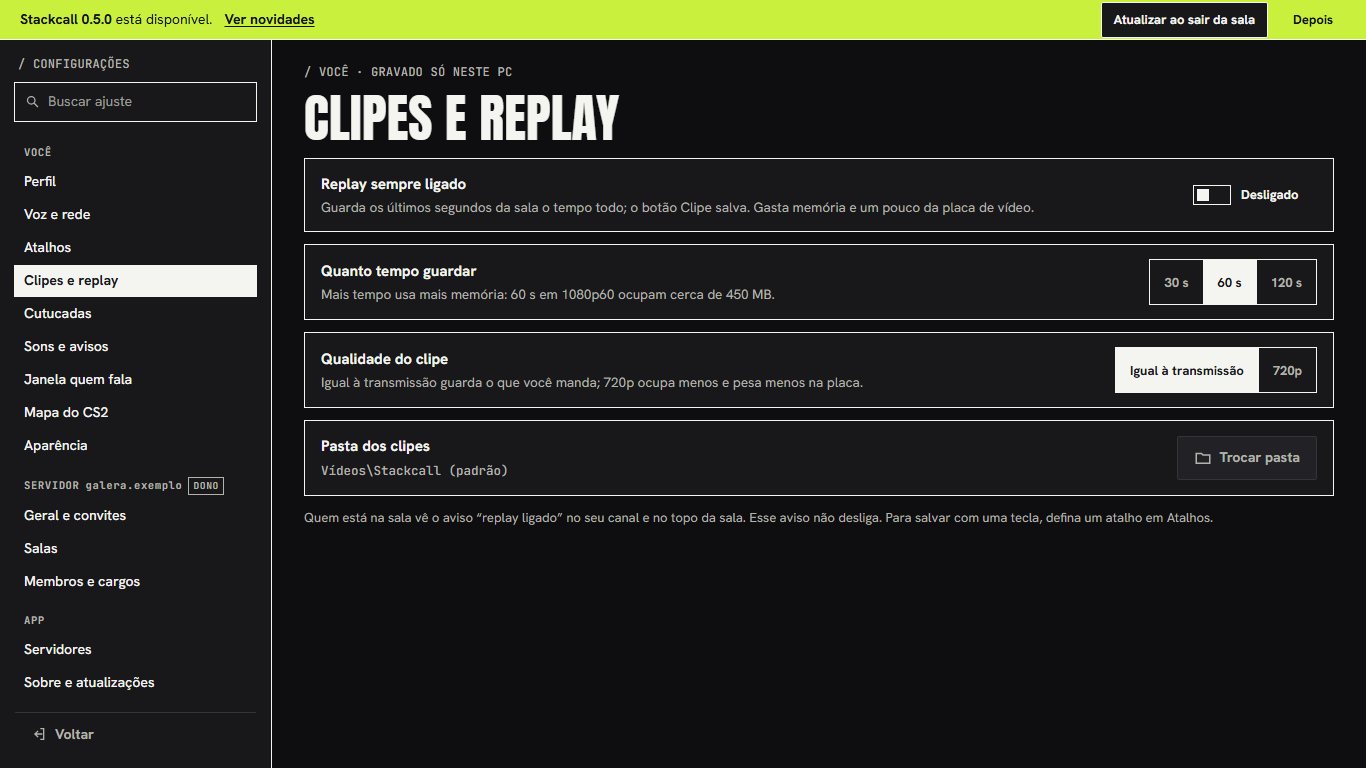 Stackcall 0.5.0 está disponível. Ver novidades
Atualizar ao sair da sala
Depois
/ CONFIGURAÇÕES
Buscar ajuste
VOCÊ
Perfil
Voz e rede
Atalhos
Clipes e replay
Cutucadas
Sons e avisos
Janela quem fala
Mapa do CS2
Aparência
SERVIDOR galera.exemplo DONO
Geral e convites
Salas
Membros e cargos
APP
Servidores
Sobre e atualizações
Voltar
/ VOCÊ · GRAVADO SÓ NESTE PC
CLIPES E REPLAY
Replay sempre ligado
Guarda os últimos segundos da sala o tempo todo; o botão Clipe salva. Gasta memória e um pouco da placa de vídeo.
Desligado
Quanto tempo guardar
Mais tempo usa mais memória: 60 s em 1080p60 ocupam cerca de 450 MB.
30 s 60 s 120 s
Qualidade do clipe
Igual à transmissão guarda o que você manda; 720p ocupa menos e pesa menos na placa.
Igual à transmissão 720p
Pasta dos clipes
Vídeos\Stackcall (padrão)
Trocar pasta
Quem está na sala vê o aviso “replay ligado” no seu canal e no topo da sala. Esse aviso não desliga. Para salvar com uma tecla, defina um atalho em Atalhos.